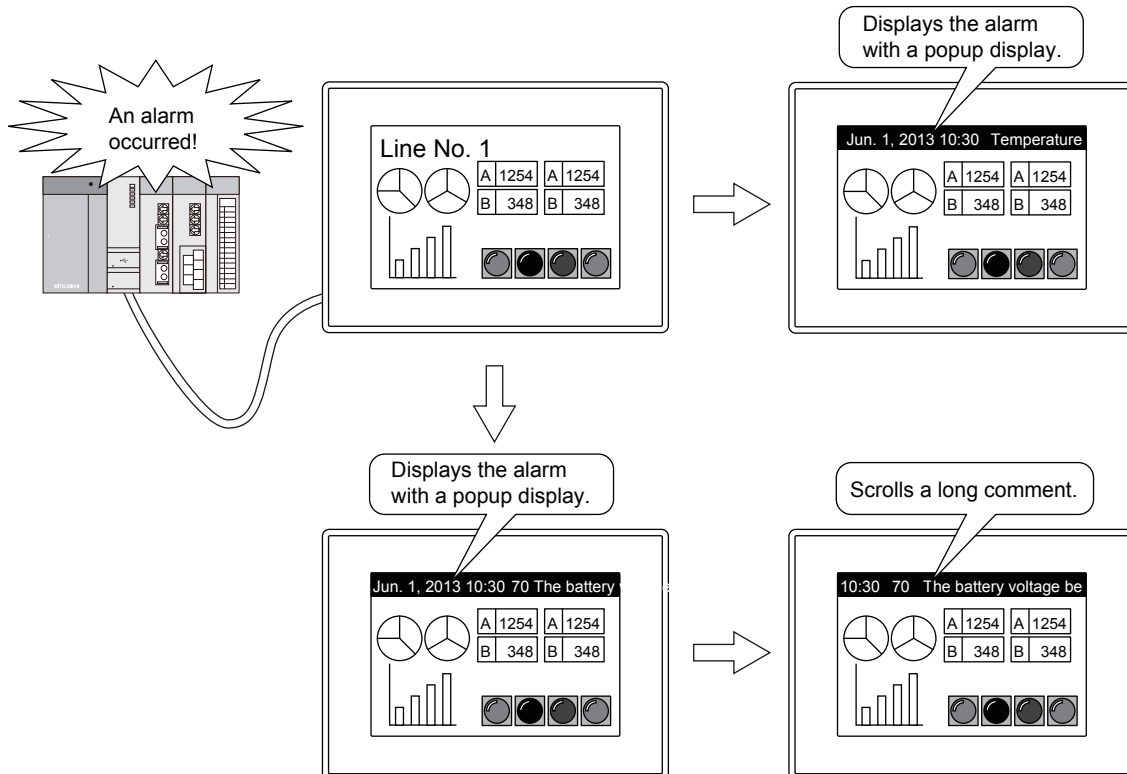 An alarm
occurred!
MITSUBISHI
Line No. 1
A 1254 A 1254
B 348 B 348
Displays the alarm
with a popup display.
Jun. 1, 2013 10:30 Temperature
A 1254 A 1254
B 348 B 348
Displays the alarm
with a popup display.
Jun. 1, 2013 10:30 70 The battery
A 1254 A 1254
B 348 B 348
Scrolls a long comment.
10:30 70 The battery voltage be
A 1254 A 1254
B 348 B 348